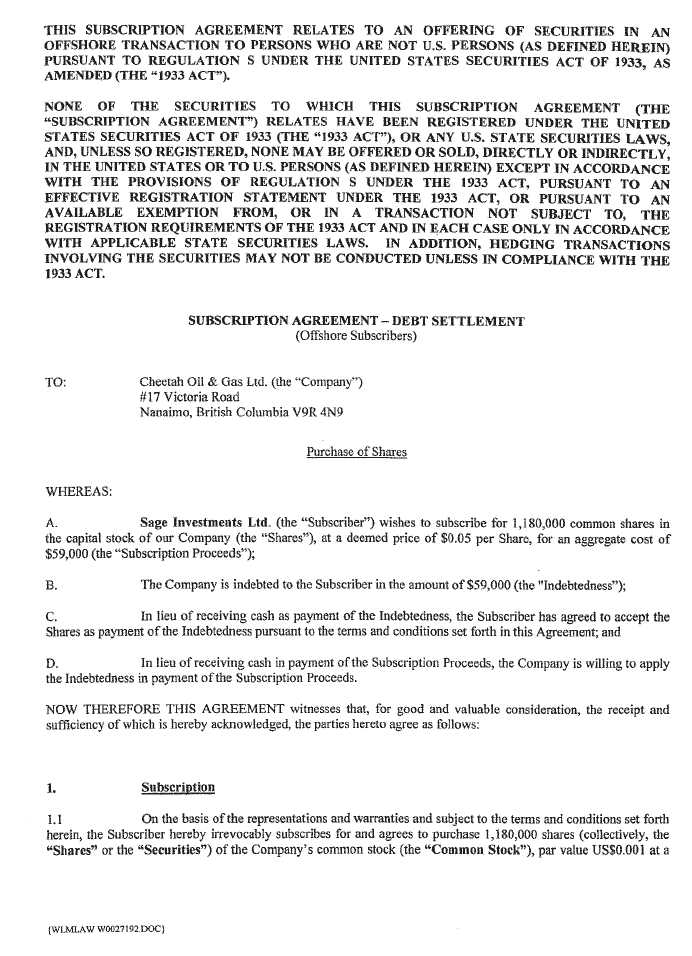 THIS SUBSCRIPTION AGREEMENT RELATES TO AN OFFERING OF SECURITIES IN AN
OFFSHORE TRANSACTION TO PERSONS WHO ARE NOT U.S. PERSONS (AS DEFINED HEREIN)
PURSUANT TO REGULATION S UNDER THE UNITED STATES SECURITIES ACT OF 1933, AS
AMENDED (THE “1933 ACT”).
NONE OF THE SECURITIES TO WHICH THIS SUBSCRIPTION AGREEMENT (THE
“SUBSCRIPTION AGREEMENT”) RELATES HAVE BEEN REGISTERED UNDER THE UNITED
STATES SECURITIES ACT OF 1933 (THE “1933 ACT”), OR ANY U.S. STATE SECURITIES LAWS,
AND, UNLESS SO REGISTERED, NONE MAY BE OFFERED OR SOLD, DIRECTLY OR INDIRECTLY,
IN THE UNITED STATES OR TO U.S. PERSONS (AS DEFINED HEREIN) EXCEPT IN ACCORDANCE
WITH THE PROVISIONS OF REGULATION S UNDER THE 1933 ACT, PURSUANT TO AN
EFFECTIVE REGISTRATION STATEMENT UNDER THE 1933 ACT, OR PURSUANT TO AN
AVAILABLE EXEMPTION FROM, OR IN A TRANSACTION NOT SUBJECT TO, THE
REGISTRATION REQUIREMENTS OF THE 1933 ACT AND IN EACH CASE ONLY IN ACCORDANCE
WITH APPLICABLE STATE SECURITIES LAWS. IN ADDITION, HEDGING TRANSACTIONS
INVOLVING THE SECURITIES MAY NOT BE CONDUCTED UNLESS IN COMPLIANCE WITH THE
1933 ACT.
SUBSCRIPTION AGREEMENT – DEBT SETTLEMENT
(Offshore Subscribers)
TO: Cheetah Oil & Gas Ltd. (the “Company”)
#17 Victoria Road
Nanaimo, British Columbia V9R 4N9
Purchase of Shares
WHEREAS:
A. Sage Investments Ltd. (the “Subscriber”) wishes to subscribe for 1,180,000 common shares in
the capital stock of our Company (the “Shares”), at a deemed price of $0.05 per Share, for an aggregate cost of
$59,000 (the “Subscription Proceeds”);
B. The Company is indebted to the Subscriber in the amount of $59,000 (the "Indebtedness”);
C. In lieu of receiving cash as payment of the Indebtedness, the Subscriber has agreed to accept the
Shares as payment of the Indebtedness pursuant to the terms and conditions set forth in this Agreement; and
D. In lieu of receiving cash in payment of the Subscription Proceeds, the Company is willing to apply
the Indebtedness in payment of the Subscription Proceeds.
NOW THEREFORE THIS AGREEMENT witnesses that, for good and valuable consideration, the receipt and
sufficiency of which is hereby acknowledged, the parties hereto agree as follows:
1. Subscription
1.1 On the basis of the representations and warranties and subject to the terms and conditions set forth
herein, the Subscriber hereby irrevocably subscribes for and agrees to purchase 1,180,000 shares (collectively, the
“Shares” or the “Securities”) of the Company’s common stock (the “Common Stock”), par value US$0.001 at a
{WLMLAW W0027192.DOC}